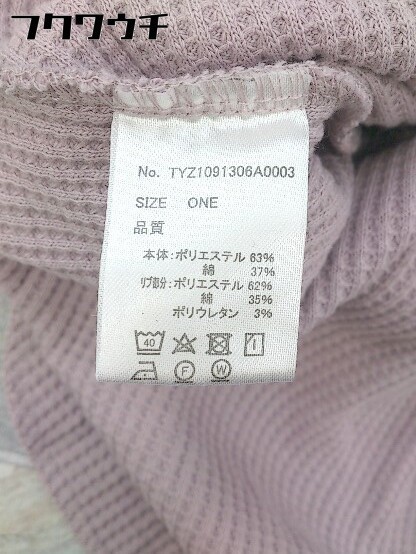 フクワウチ
No. TYZ1091306A0003
SIZE ONE
品質
本体:ポリエステル 63%
綿 37%
リブ部分:ポリエステル 62%
綿 35%
ポリウレタン 3%
40
F W